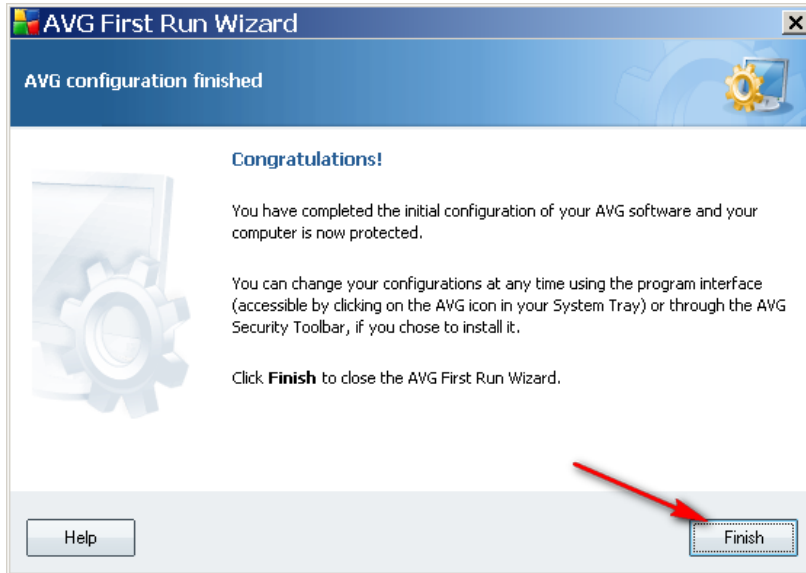 AVG First Run Wizard
AVG configuration finished
Congratulations!
You have completed the initial configuration of your AVG software and your
computer is now protected.
You can change your configurations at any time using the program interface
(accessible by clicking on the AVG icon in your System Tray) or through the AVG
Security Toolbar, if you chose to install it.
Click Finish to close the AVG First Run Wizard.
Help
Finish